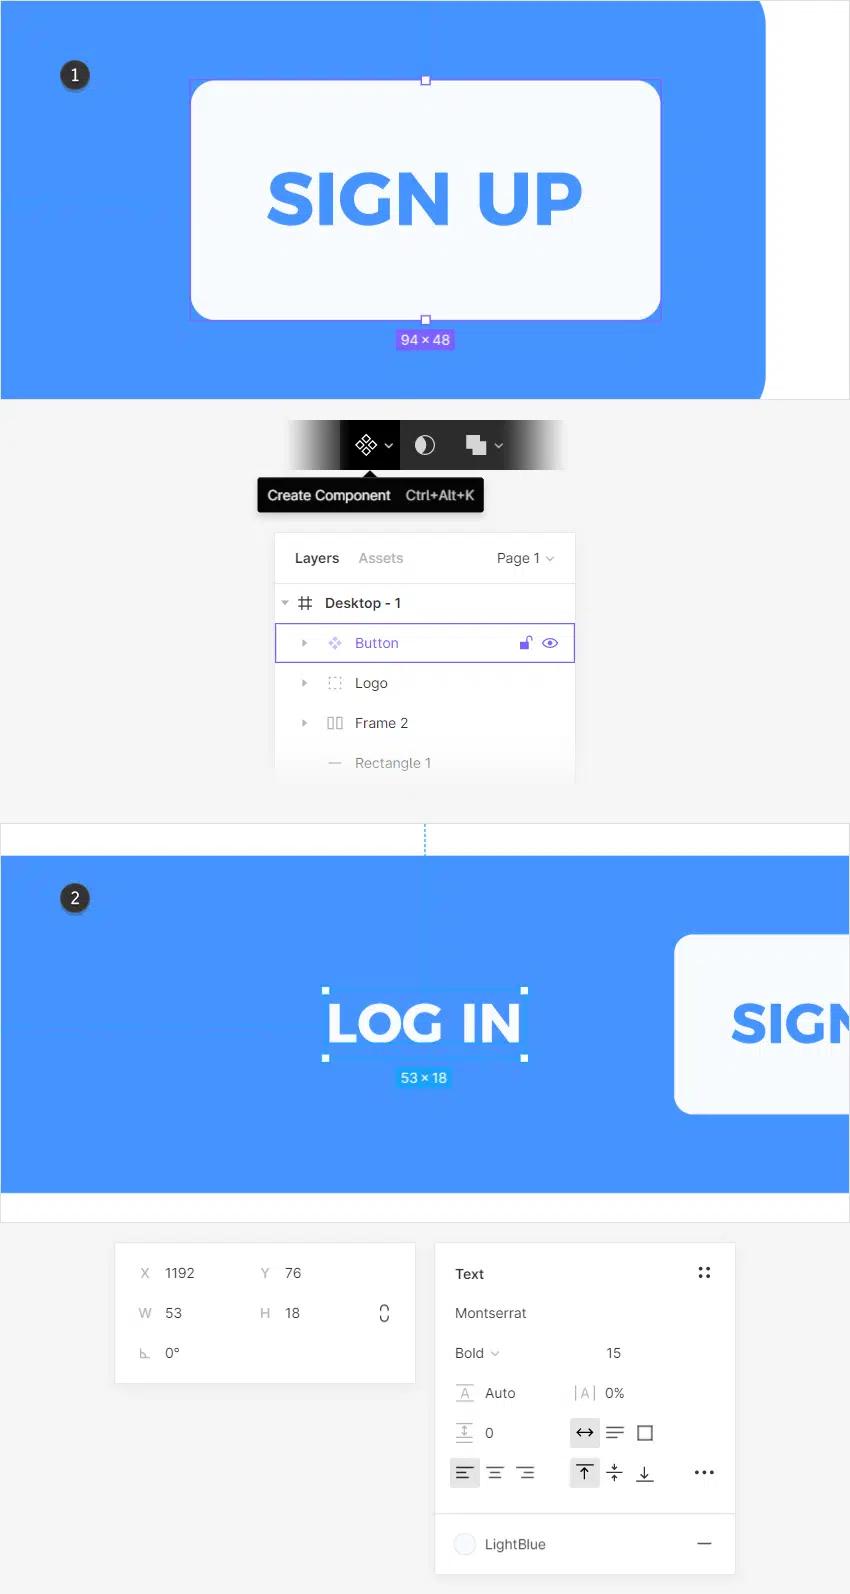 1
SIGN UP
94 × 48
Create Component Ctrl+Alt+K
Layers Assets Page 1
Desktop - 1
Button
Logo
Frame 2
Rectangle 1
2
LOG IN
SIGN
53 × 18
X 1192 Y 76
W 53 H 18
0°
Text
Montserrat
Bold 15
A Auto |A| 0%
0
LightBlue